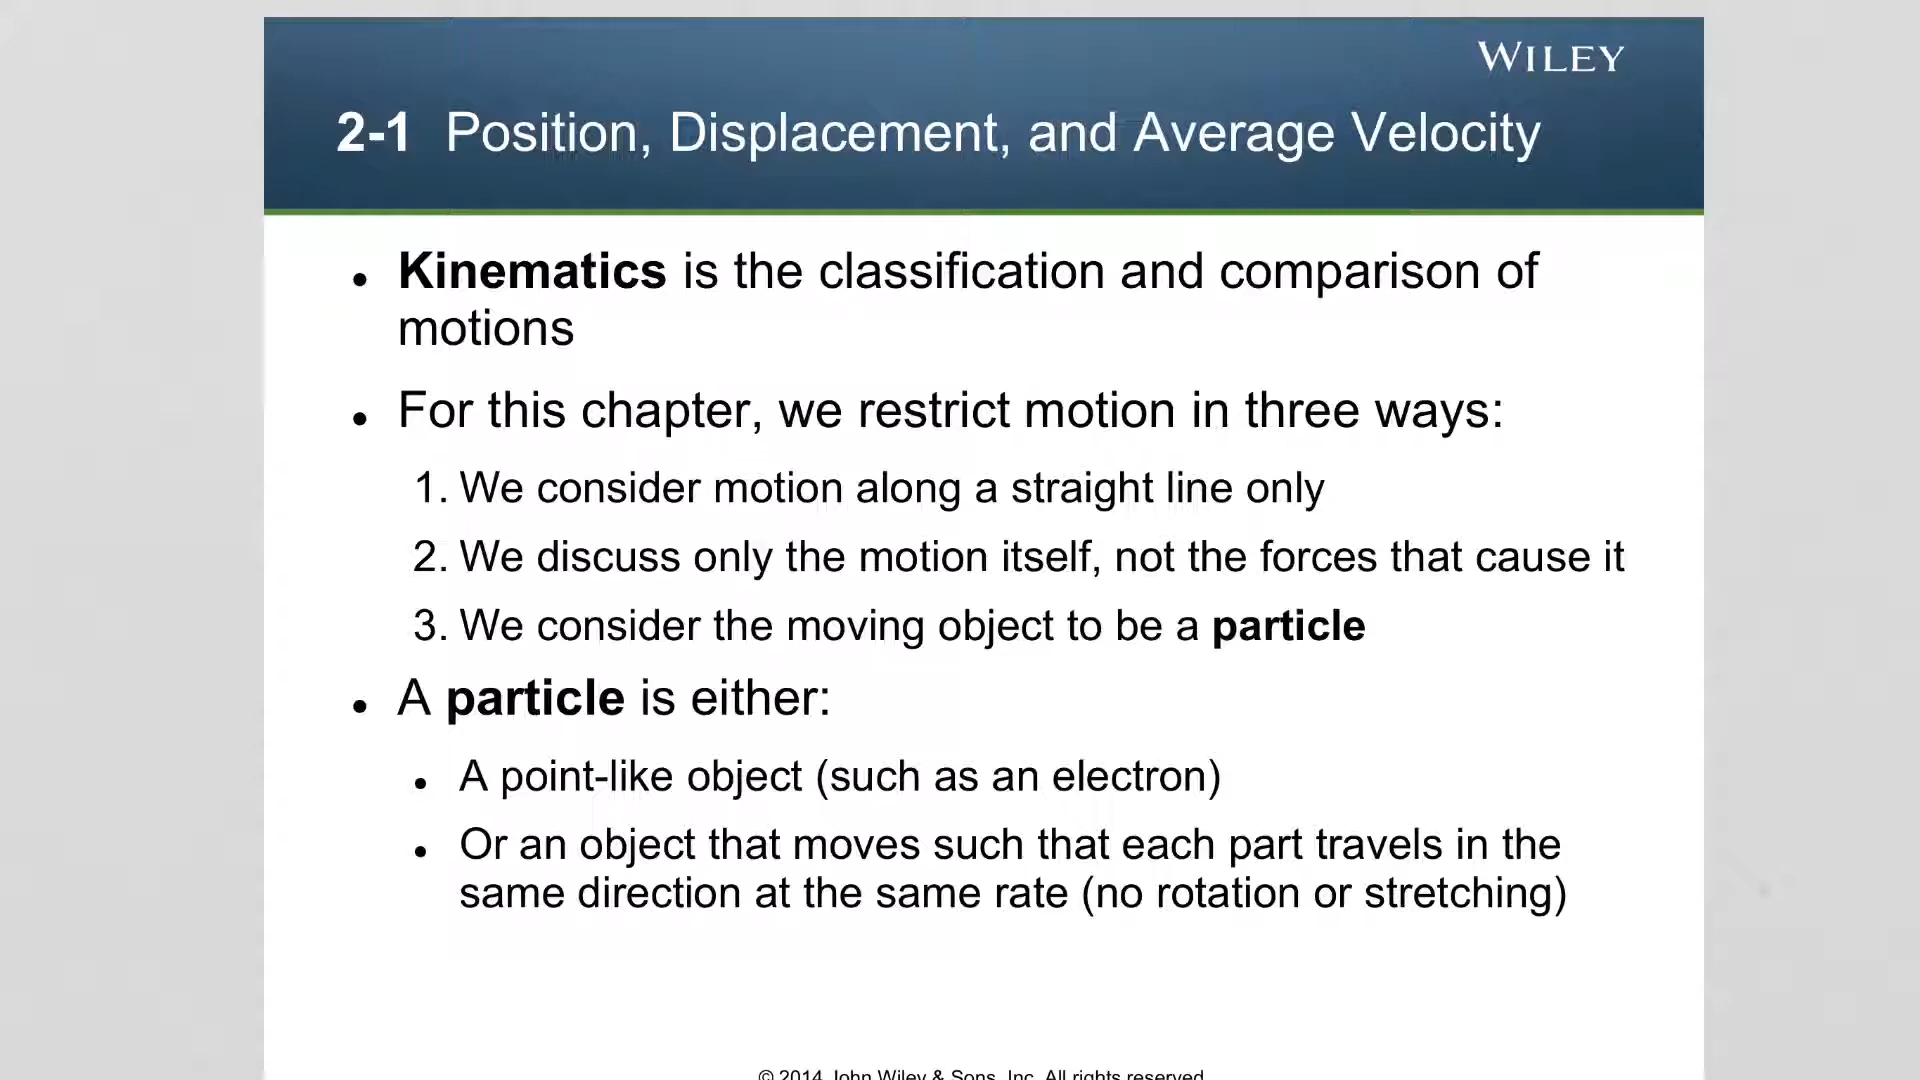 WILEY
2-1 Position, Displacement, and Average Velocity
• Kinematics is the classification and comparison of
motions
• For this chapter, we restrict motion in three ways:
1. We consider motion along a straight line only
2. We discuss only the motion itself, not the forces that cause it
3. We consider the moving object to be a particle
• A particle is either:
• A point-like object (such as an electron)
• Or an object that moves such that each part travels in the
same direction at the same rate (no rotation or stretching)
© 2014 John Wiley & Sons, Inc. All rights reserved.